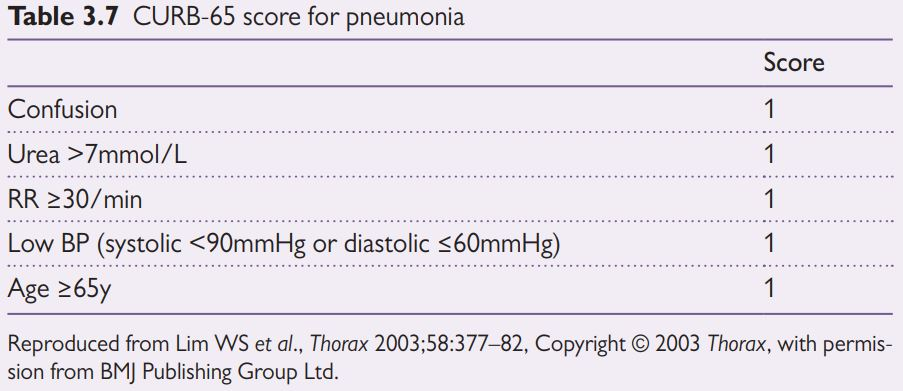 Table 3.7 CURB-65 score for pneumonia
Score
Confusion 1
Urea >7mmol/L 1
RR ≥30/min 1
Low BP (systolic <90mmHg or diastolic ≤60mmHg) 1
Age ≥65y 1
Reproduced from Lim WS et al., Thorax 2003;58:377–82, Copyright © 2003 Thorax, with permis-
sion from BMJ Publishing Group Ltd.